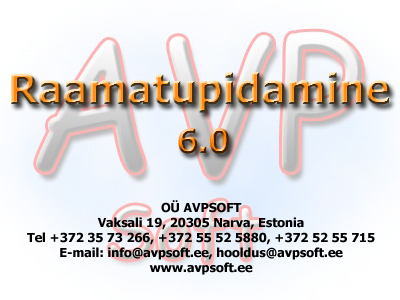 AVP
soft
Raamatupidamine
6.0
OÜ AVPSOFT
Vaksali 19, 20305 Narva, Estonia
Tel +372 35 73 266, +372 55 52 5880, +372 52 55 715
E-mail: info@avpsoft.ee, hooldus@avpsoft.ee
www.avpsoft.ee